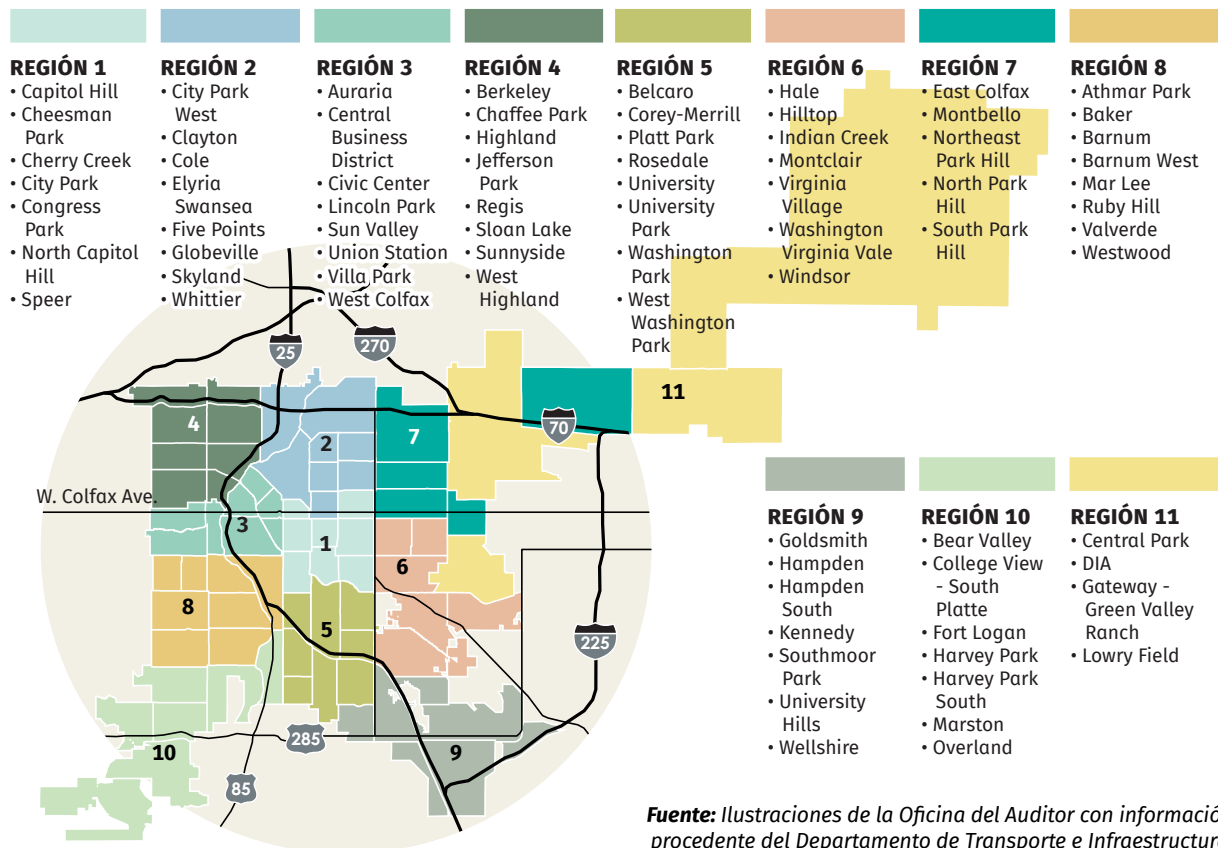 REGIÓN 1
• Capitol Hill
• Cheesman
Park
• Cherry Creek
• City Park
• Congress
Park
• North Capitol
Hill
• Speer
REGIÓN 2
• City Park
West
• Clayton
• Cole
• Elyria
Swansea
• Five Points
• Globeville
• Skyland
• Whittier
REGIÓN 3
• Auraria
• Central
Business
District
• Civic Center
• Lincoln Park
• Sun Valley
• Union Station
• Villa Park
• West Colfax
REGIÓN 4
• Berkeley
• Chaffee Park
• Highland
• Jefferson
Park
• Regis
• Sloan Lake
• Sunnyside
• West
Highland
REGIÓN 5
• Belcaro
• Corey-Merrill
• Platt Park
• Rosedale
• University
• University
Park
• Washington
Park
• West
Washington
Park
REGIÓN 6
• Hale
• Hilltop
• Indian Creek
• Montclair
• Virginia
Village
• Washington
Virginia Vale
• Windsor
REGIÓN 7
• East Colfax
• Montbello
• Northeast
Park Hill
• North Park
Hill
• South Park
Hill
REGIÓN 8
• Athmar Park
• Baker
• Barnum
• Barnum West
• Mar Lee
• Ruby Hill
• Valverde
• Westwood
25
270
11
4
2
7
70
W. Colfax Ave.
3
1
6
8
5
225
285
10
9
85
REGIÓN 9
• Goldsmith
• Hampden
• Hampden
South
• Kennedy
• Southmoor
Park
• University
Hills
• Wellshire
REGIÓN 10
• Bear Valley
• College View
- South
Platte
• Fort Logan
• Harvey Park
• Harvey Park
South
• Marston
• Overland
REGIÓN 11
• Central Park
• DIA
• Gateway -
Green Valley
Ranch
• Lowry Field
Fuente: Ilustraciones de la Oficina del Auditor con informació
procedente del Departamento de Transporte e Infraestructur